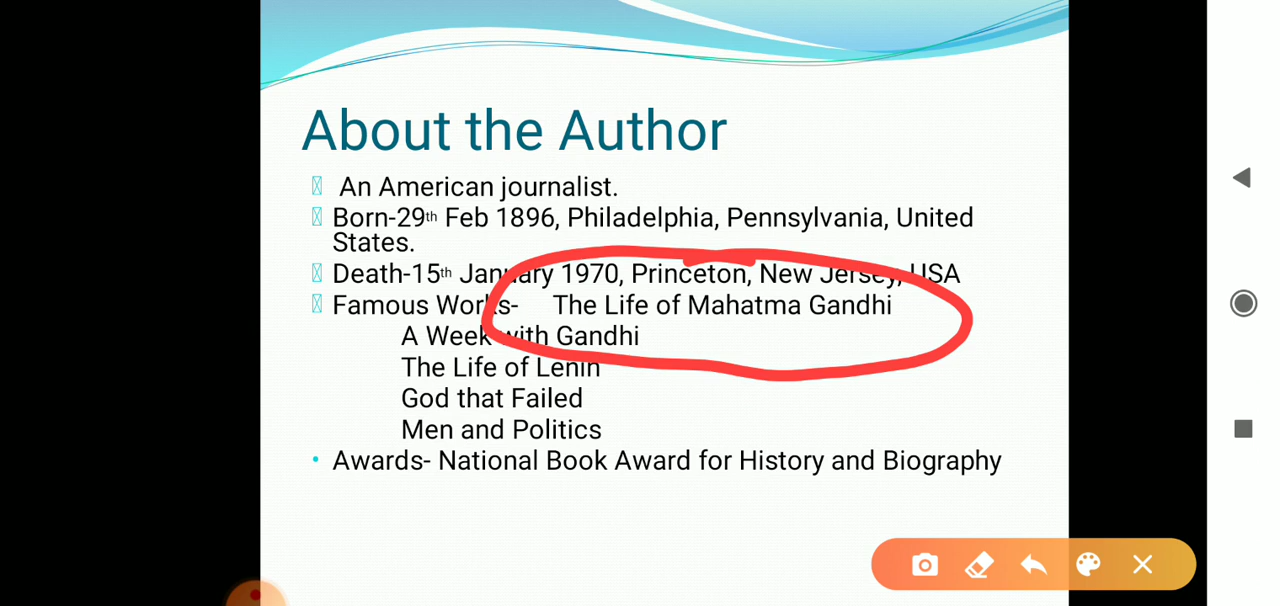 About the Author
An American journalist.
Born-29th Feb 1896, Philadelphia, Pennsylvania, United
States.
Death-15th January 1970, Princeton, New Jersey, USA
Famous Works- The Life of Mahatma Gandhi
A Week with Gandhi
The Life of Lenin
God that Failed
Men and Politics
• Awards- National Book Award for History and Biography